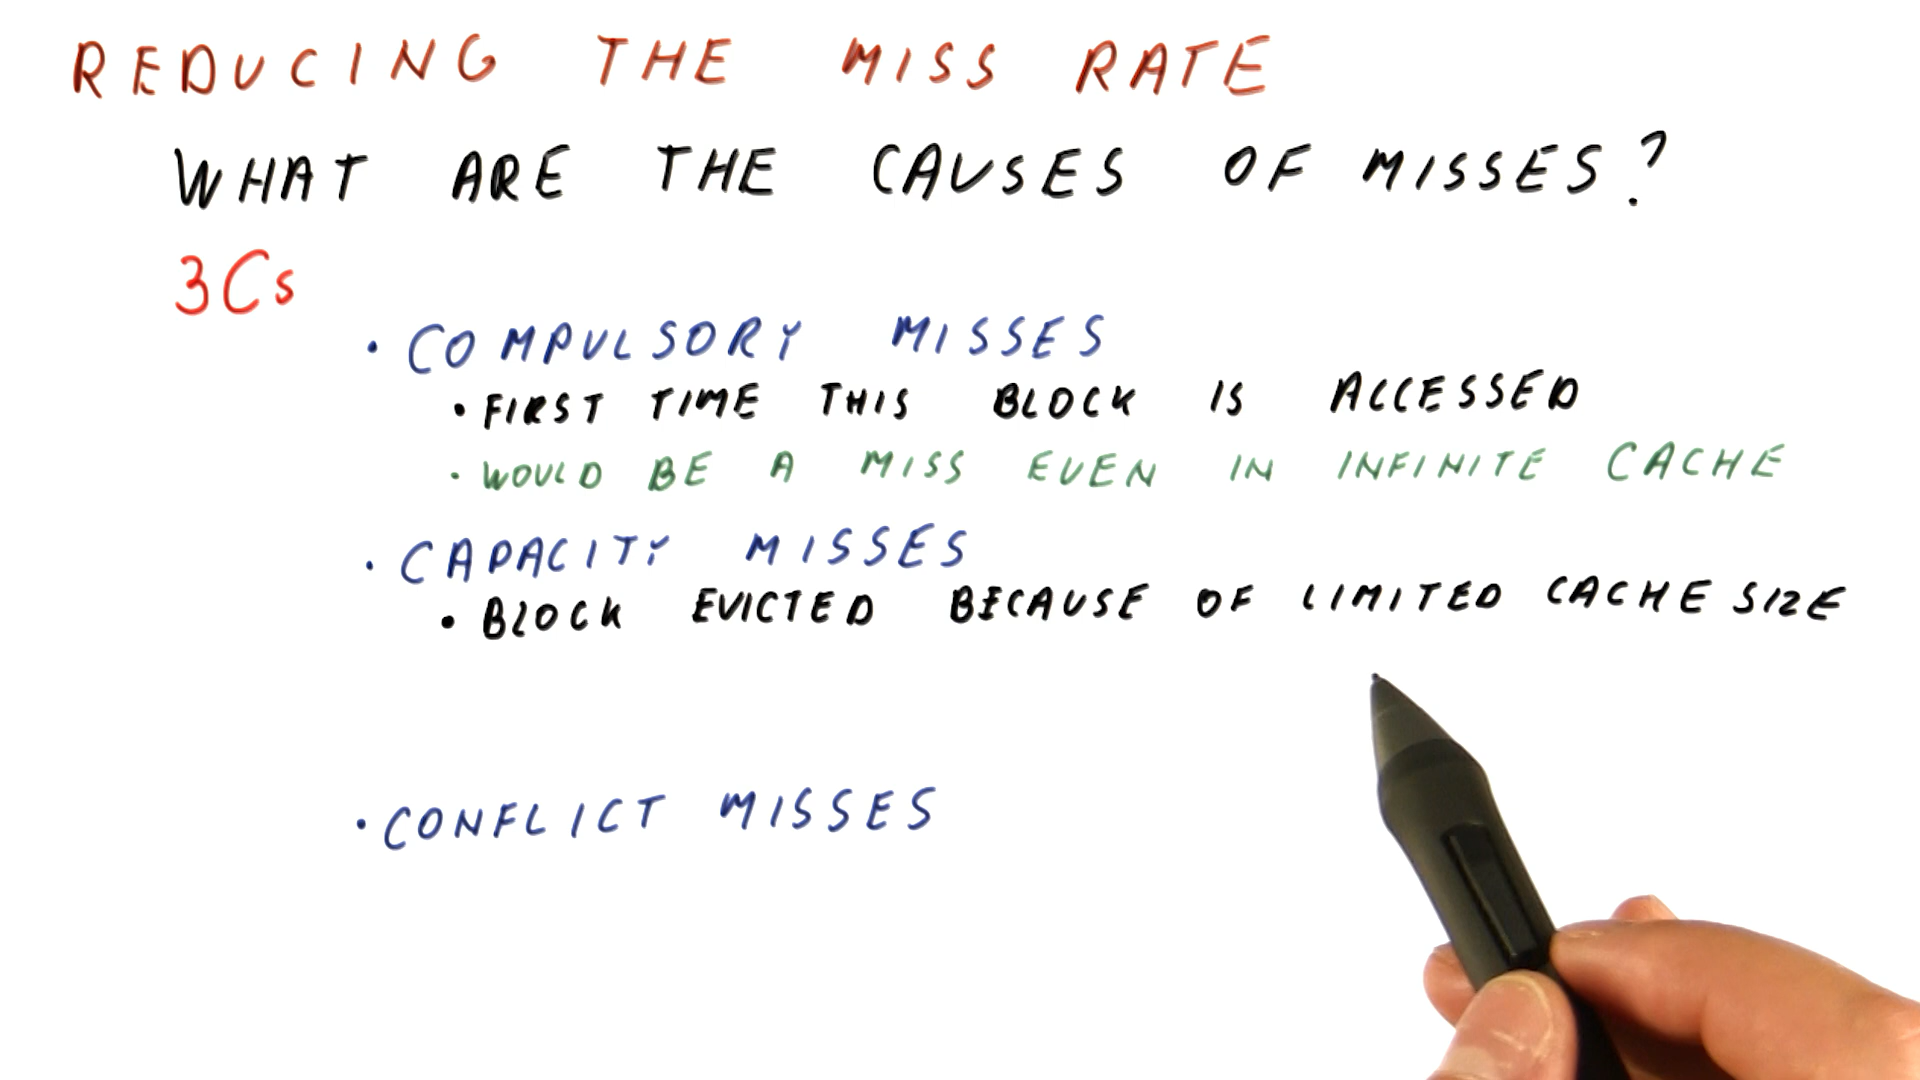 REDUCING THE MISS RATE
WHAT ARE THE CAUSES OF MISSES?
3Cs
• COMPULSORY MISSES
• FIRST TIME THIS BLOCK IS ACCESSED
• WOULD BE A MISS EVEN IN INFINITE CACHE
• CAPACITY MISSES
• BLOCK EVICTED BECAUSE OF LIMITED CACHE SIZE
• CONFLICT MISSES